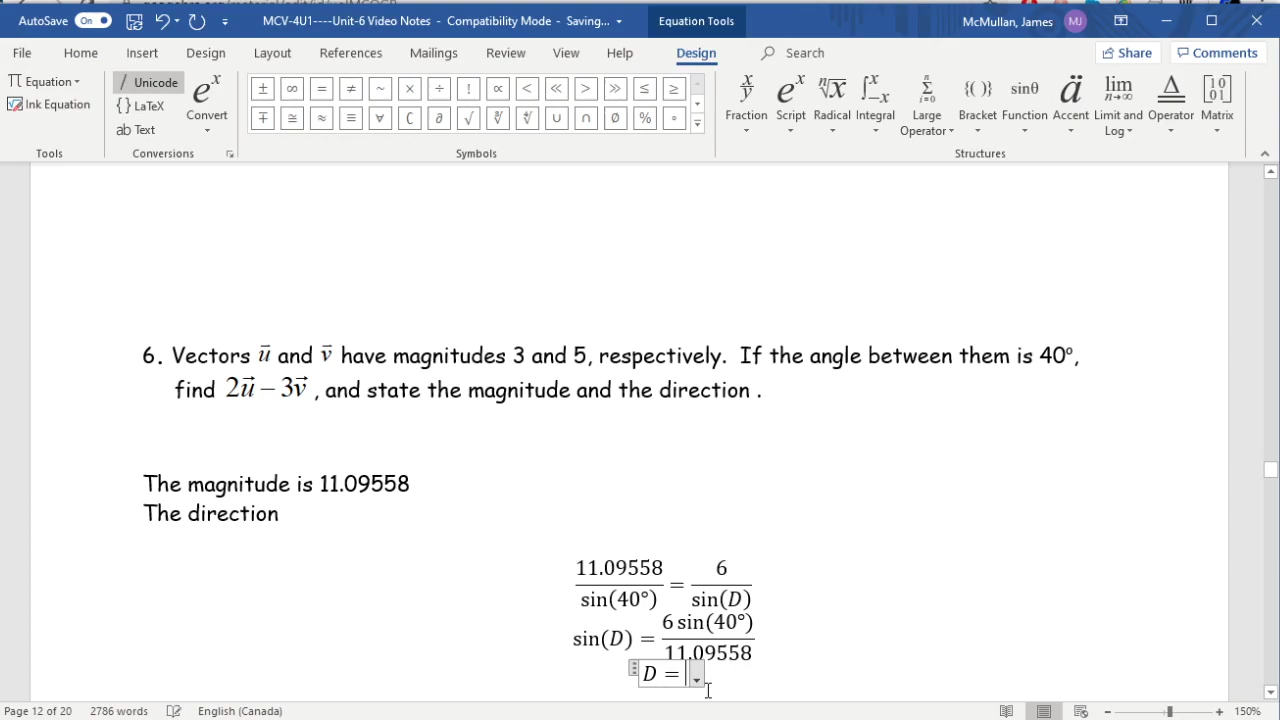 AutoSave On MCV-4U1----Unit-6 Video Notes - Compatibility Mode - Saving... Equation Tools McMullan, James MJ
File Home Insert Design Layout References Mailings Review View Help Design Search Share Comments
Equation Unicode Convert
Ink Equation LaTeX
abc Text
± ∞ = ≠ ~ × ÷ ! ∝ < ≪ > ≫ ≤ ≥
∓ ≅ ≈ ≡ ∀ ∁ ∂ √ ∛ ∜ ∪ ∩ ∅ % °
Fraction Script Radical Integral Large Operator Bracket Function Accent Limit and Log Operator Matrix
Tools Conversions Symbols Structures
6. Vectors u⃗ and v⃗ have magnitudes 3 and 5, respectively. If the angle between them is 40º,
find 2u⃗ − 3v⃗ , and state the magnitude and the direction .
The magnitude is 11.09558
The direction
11.09558/sin(40°) = 6/sin(D)
sin(D) = 6 sin(40°)/11.09558
D =
Page 12 of 20 2786 words English (Canada) 150%